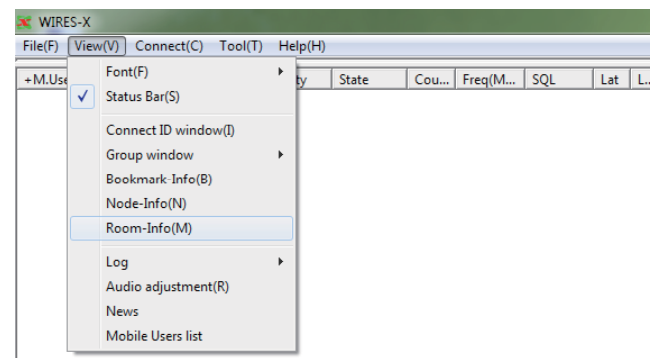 WIRES-X
File(F) View(V) Connect(C) Tool(T) Help(H)
+M.Use ty State Cou... Freq(M... SQL Lat L...
Font(F)
Status Bar(S)
Connect ID window(I)
Group window
Bookmark-Info(B)
Node-Info(N)
Room-Info(M)
Log
Audio adjustment(R)
News
Mobile Users list